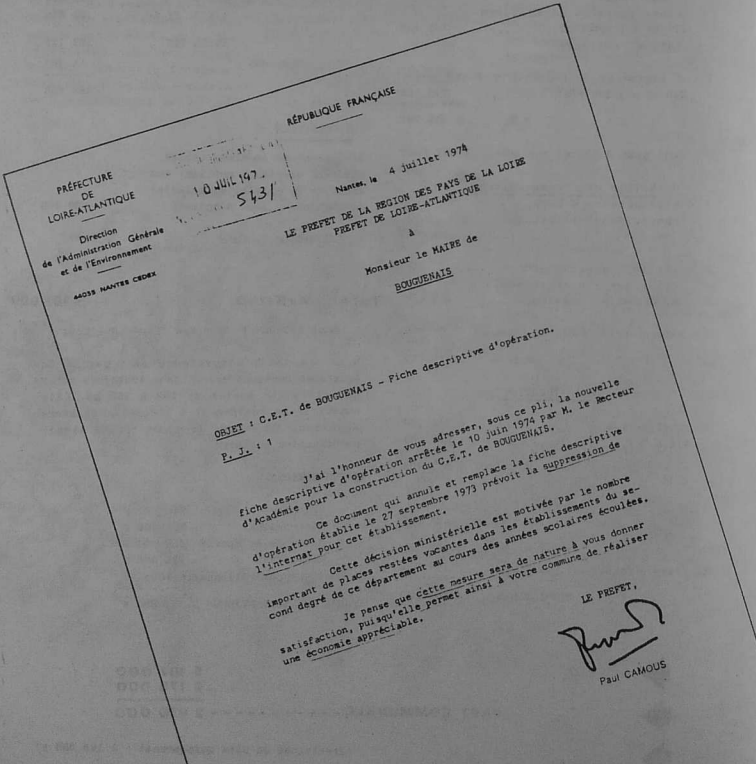 RÉPUBLIQUE FRANÇAISE
PRÉFECTURE
DE
LOIRE-ATLANTIQUE
Direction
de l'Administration Générale
et de l'Environnement
44035 NANTES CEDEX
10 JUIL 197
5431
Nantes, le 4 juillet 1974
LE PREFET DE LA REGION DES PAYS DE LA LOIRE
PREFET DE LOIRE-ATLANTIQUE
à
Monsieur le MAIRE de
BOUGUENAIS
OBJET : C.E.T. de BOUGUENAIS - Fiche descriptive d'opération.
P. J. : 1
J'ai l'honneur de vous adresser, sous ce pli, la nouvelle
fiche descriptive d'opération arrêtée le 10 juin 1974 par M. le Recteur
d'Académie pour la construction du C.E.T. de BOUGUENAIS.
Ce document qui annule et remplace la fiche descriptive
d'opération établie le 27 septembre 1973 prévoit la suppression de
l'internat pour cet établissement.
Cette décision ministérielle est motivée par le nombre
important de places restées vacantes dans les établissements du se-
cond degré de ce département au cours des années scolaires écoulées.
Je pense que cette mesure sera de nature à vous donner
satisfaction, puisqu'elle permet ainsi à votre commune de réaliser
une économie appréciable.
LE PREFET,
Paul CAMOUS